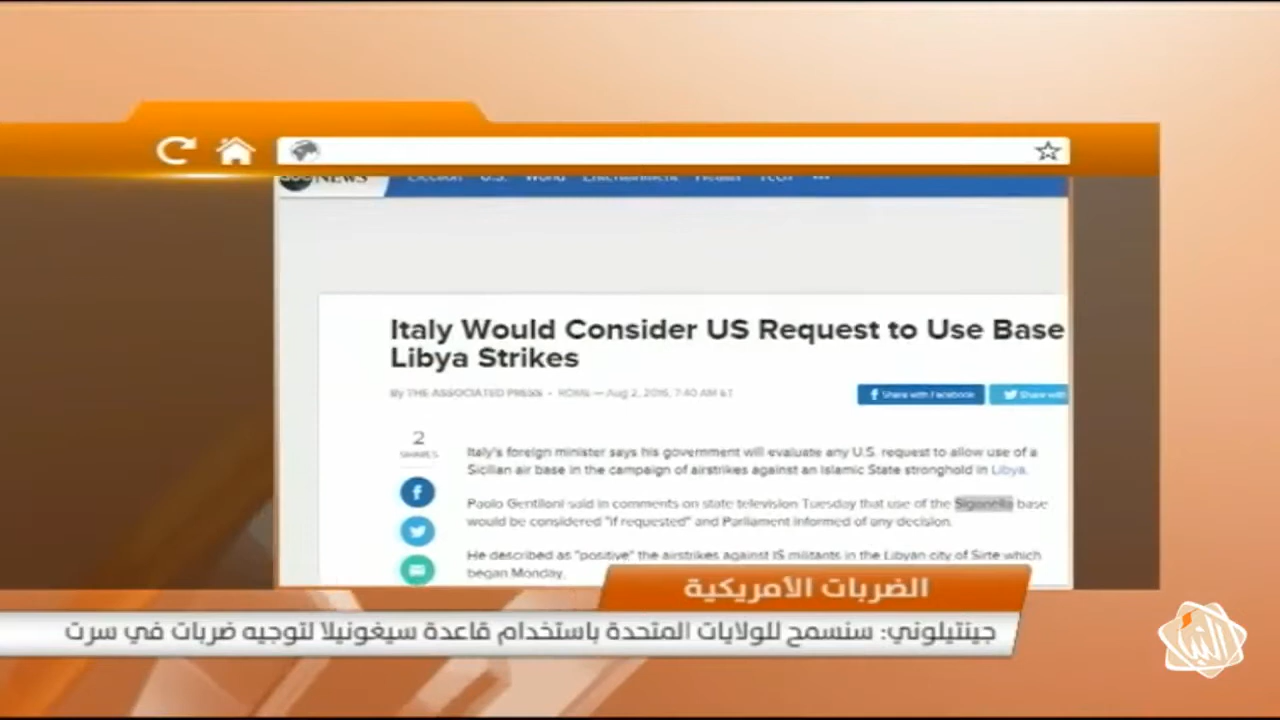 NEWS Election U.S. World Entertainment Health Tech ...
Italy Would Consider US Request to Use Base
Libya Strikes
By THE ASSOCIATED PRESS • ROME — Aug 2, 2016, 7:40 AM ET
Share with Facebook
Share with
2
SHARES
Italy's foreign minister says his government will evaluate any U.S. request to allow use of a
Sicilian air base in the campaign of airstrikes against an Islamic State stronghold in Libya.
Paolo Gentiloni said in comments on state television Tuesday that use of the Sigonella base
would be considered "if requested" and Parliament informed of any decision.
He described as "positive" the airstrikes against IS militants in the Libyan city of Sirte which
began Monday.
الضربات الأمريكية
جينتيلوني: سنسمح للولايات المتحدة باستخدام قاعدة سيغونيلا لتوجيه ضربات في سرت
النبأ